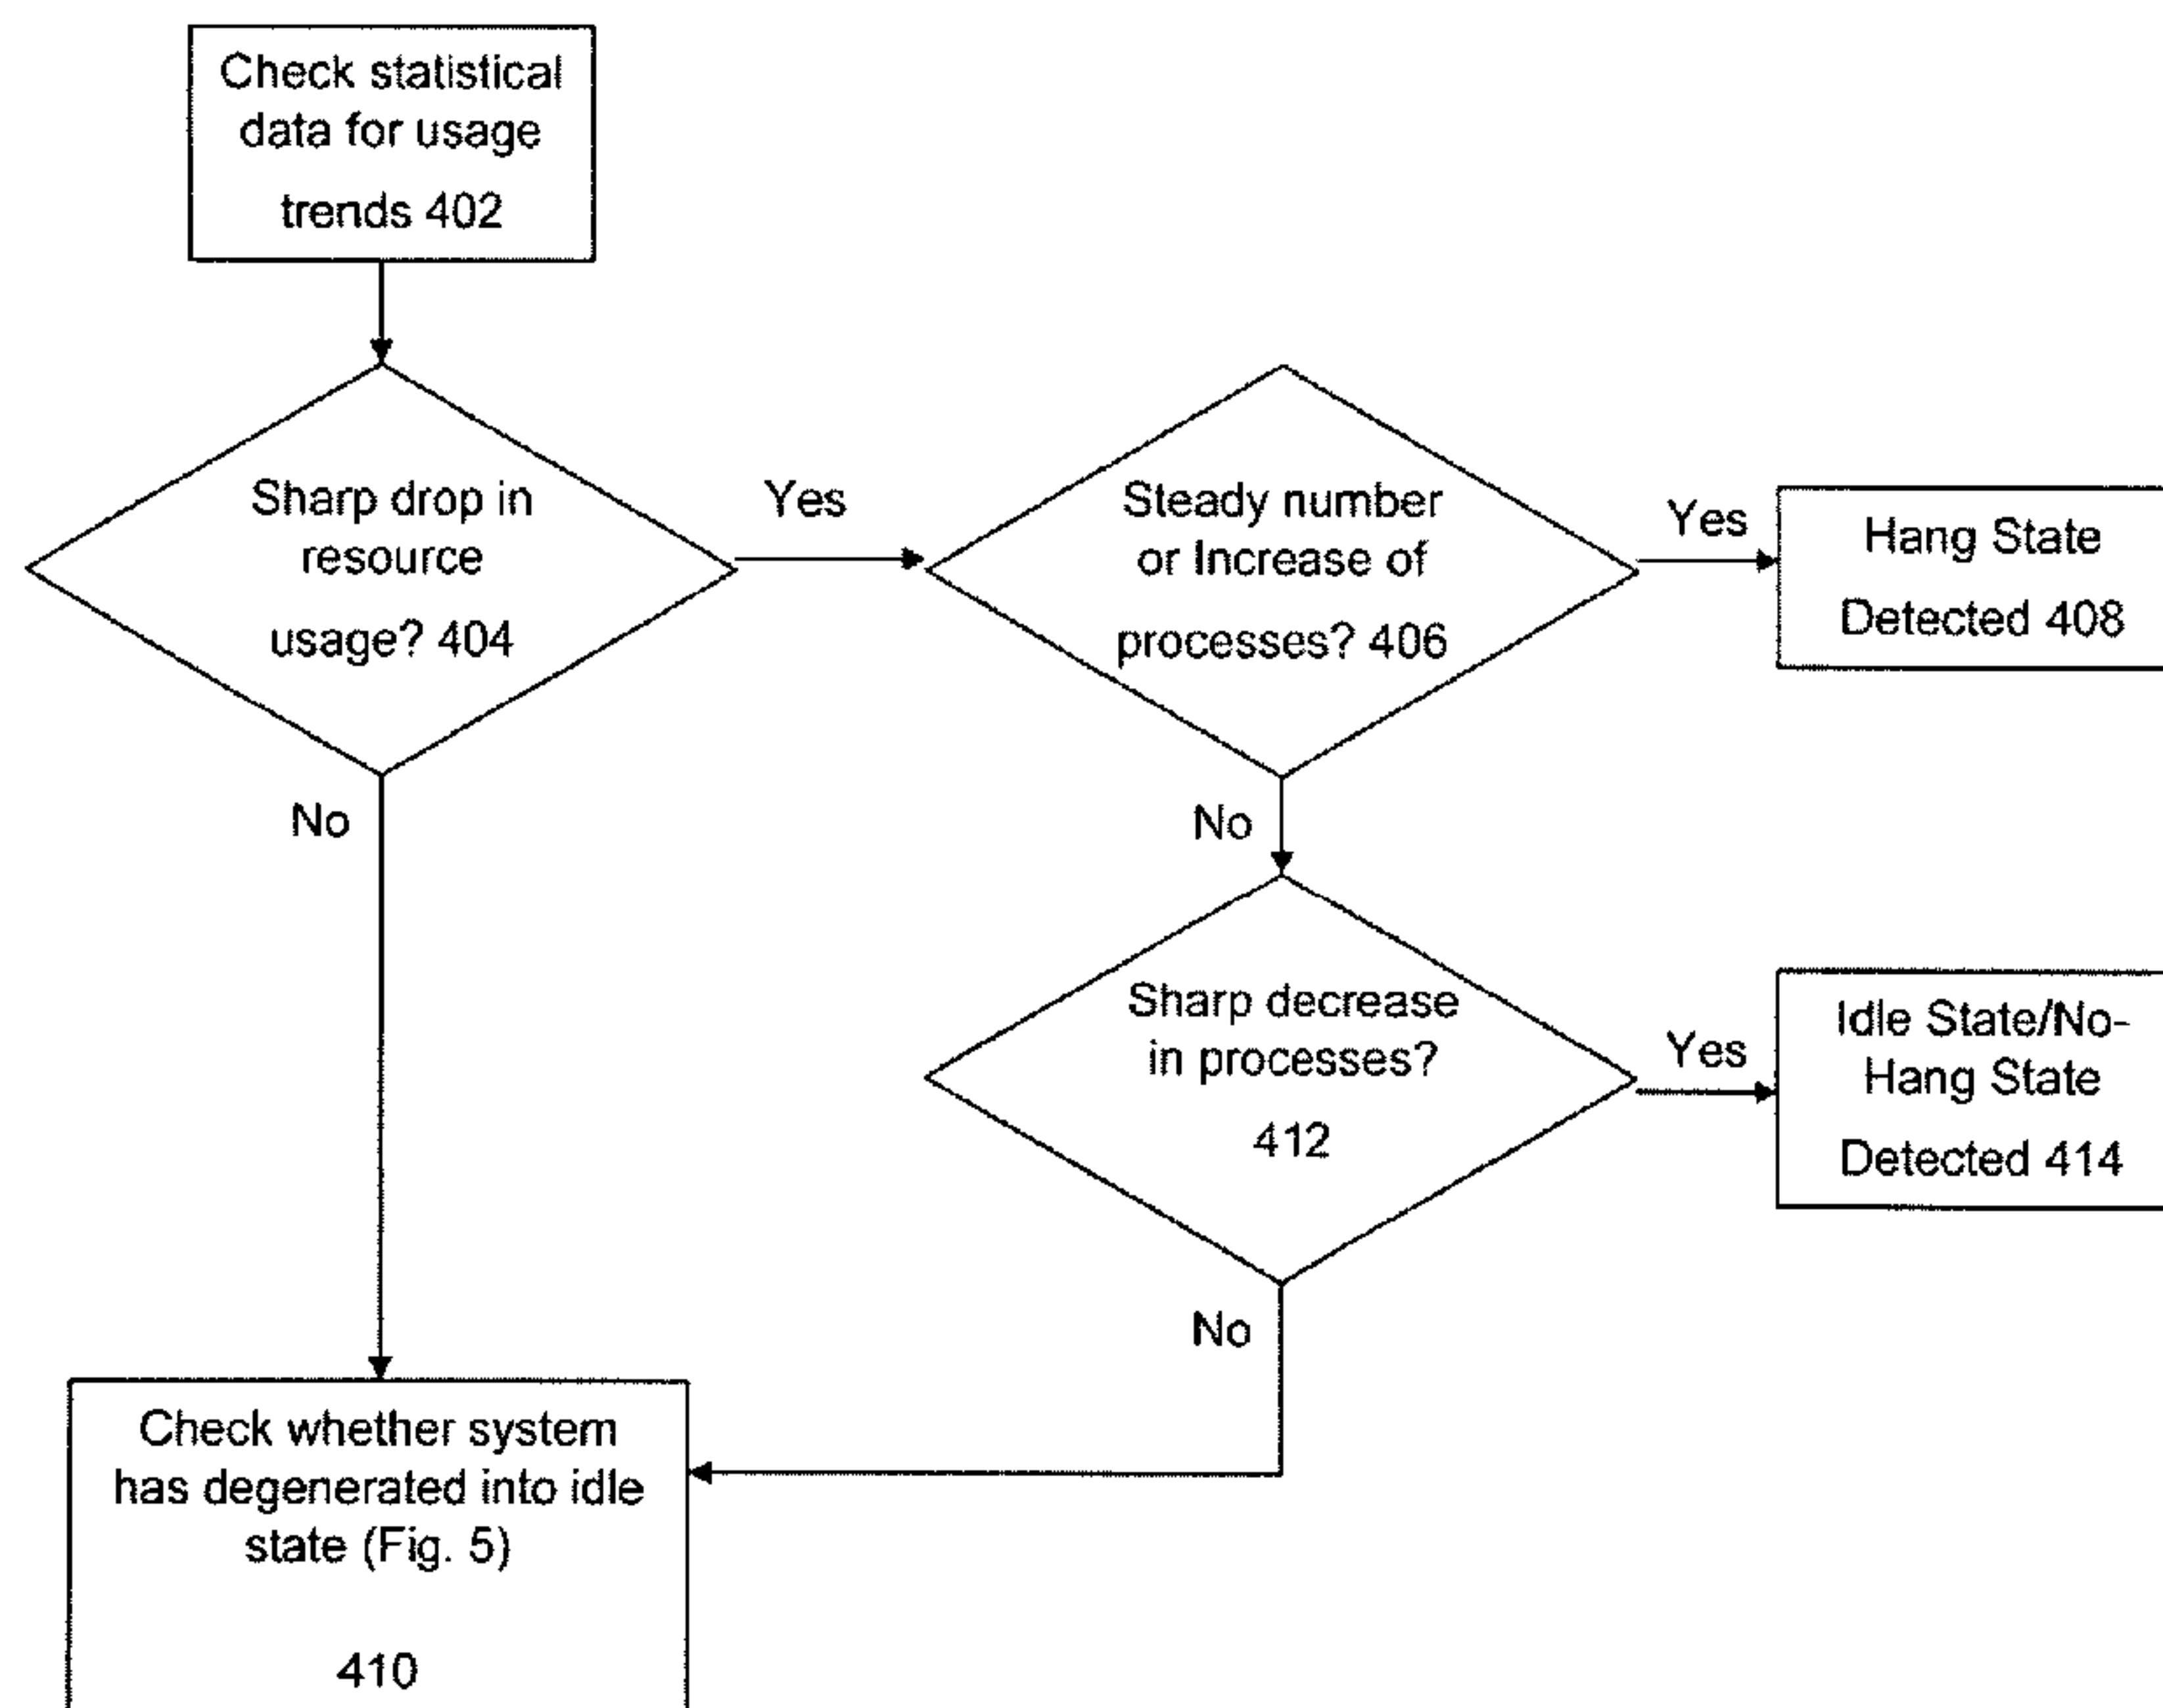 Check statistical
data for usage
trends 402
Sharp drop in
resource
usage? 404
Yes
Steady number
or Increase of
processes? 406
Yes
Hang State
Detected 408
No
No
Sharp decrease
in processes?
412
Yes
Idle State/No-
Hang State
Detected 414
No
Check whether system
has degenerated into idle
state (Fig. 5)
410